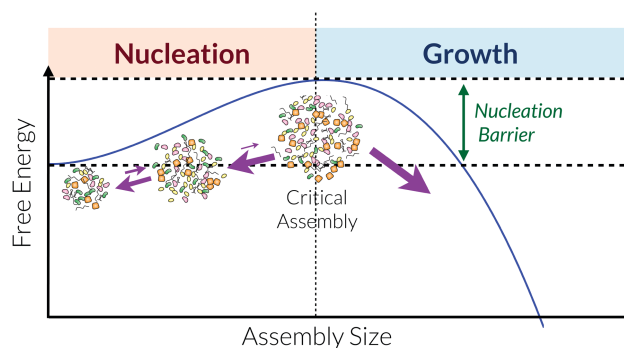 Nucleation
Growth
Nucleation
Barrier
Critical
Assembly
Free Energy
Assembly Size